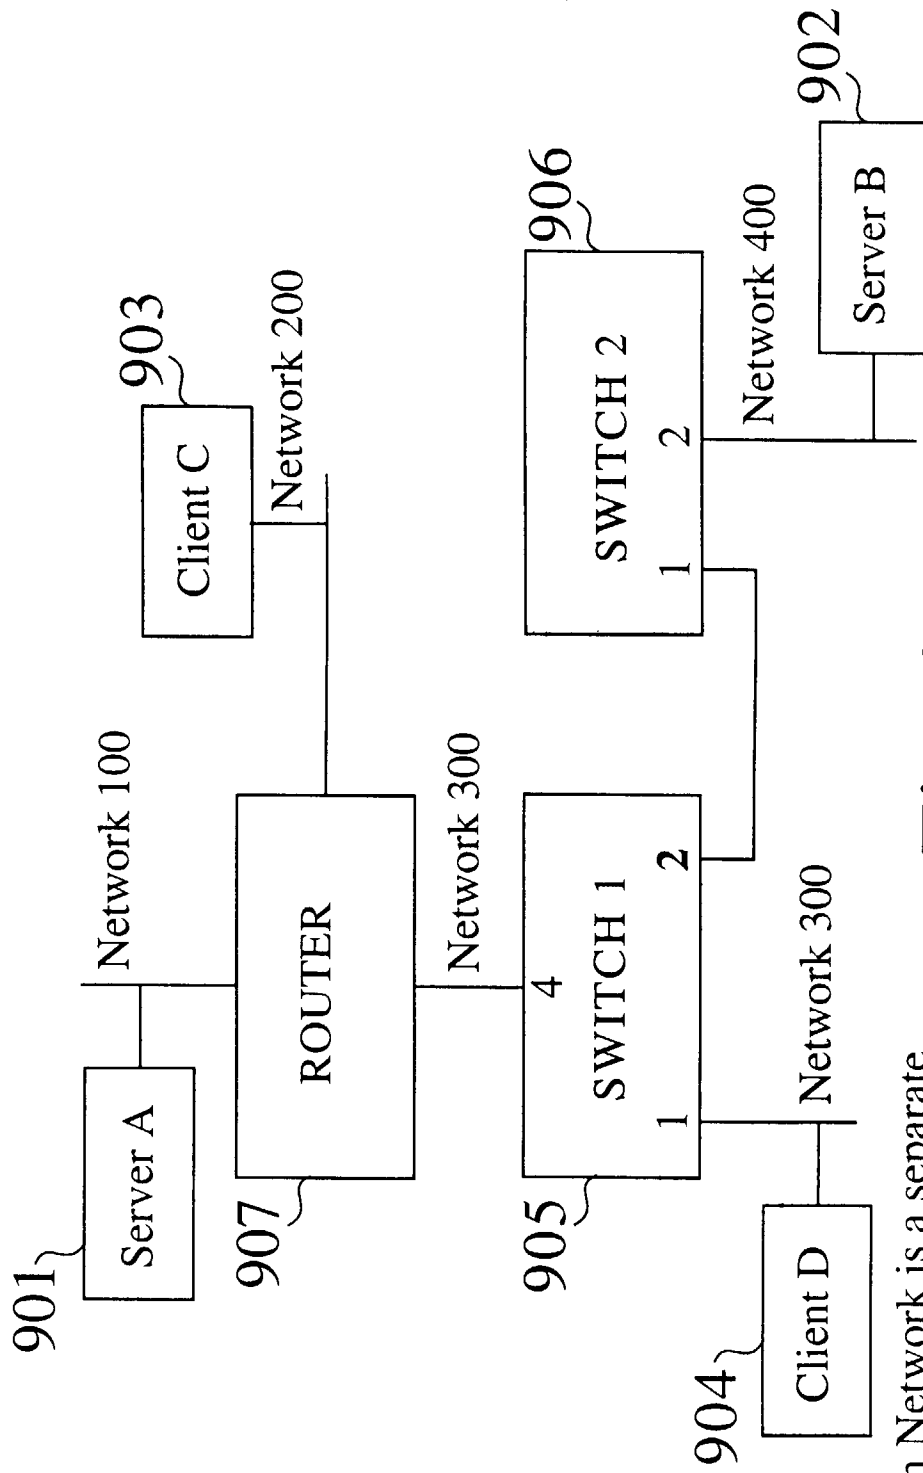 901
Server A
Network 100
903
Client C
Network 200
907
ROUTER
Network 300
905
4
SWITCH 1
1
2
906
SWITCH 2
1
2
Network 400
902
Server B
904
Client D
Network 300
Network is a separate